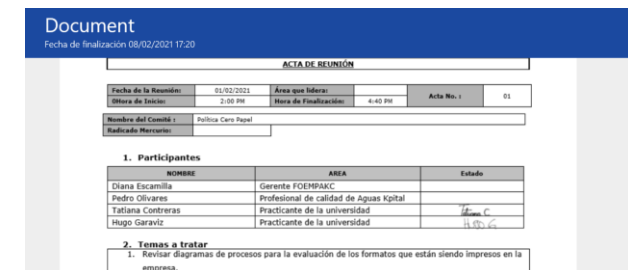 Document
Fecha de finalización 08/02/2021 17:20
ACTA DE REUNIÓN
Fecha de la Reunión: 01/02/2021 Área que lidera: Acta No. : 01
0Hora de Inicio: 2:00 PM Hora de Finalización: 4:40 PM
Nombre del Comité : Política Cero Papel
Radicado Mercurio:
1. Participantes
NOMBRE AREA Estado
Diana Escamilla Gerente FOEMPAKC
Pedro Olivares Profesional de calidad de Aguas Kpital
Tatiana Contreras Practicante de la universidad Tatiana C
Hugo Garaviz Practicante de la universidad HUGO G
2. Temas a tratar
1. Revisar diagramas de procesos para la evaluación de los formatos que están siendo impresos en la
empresa.